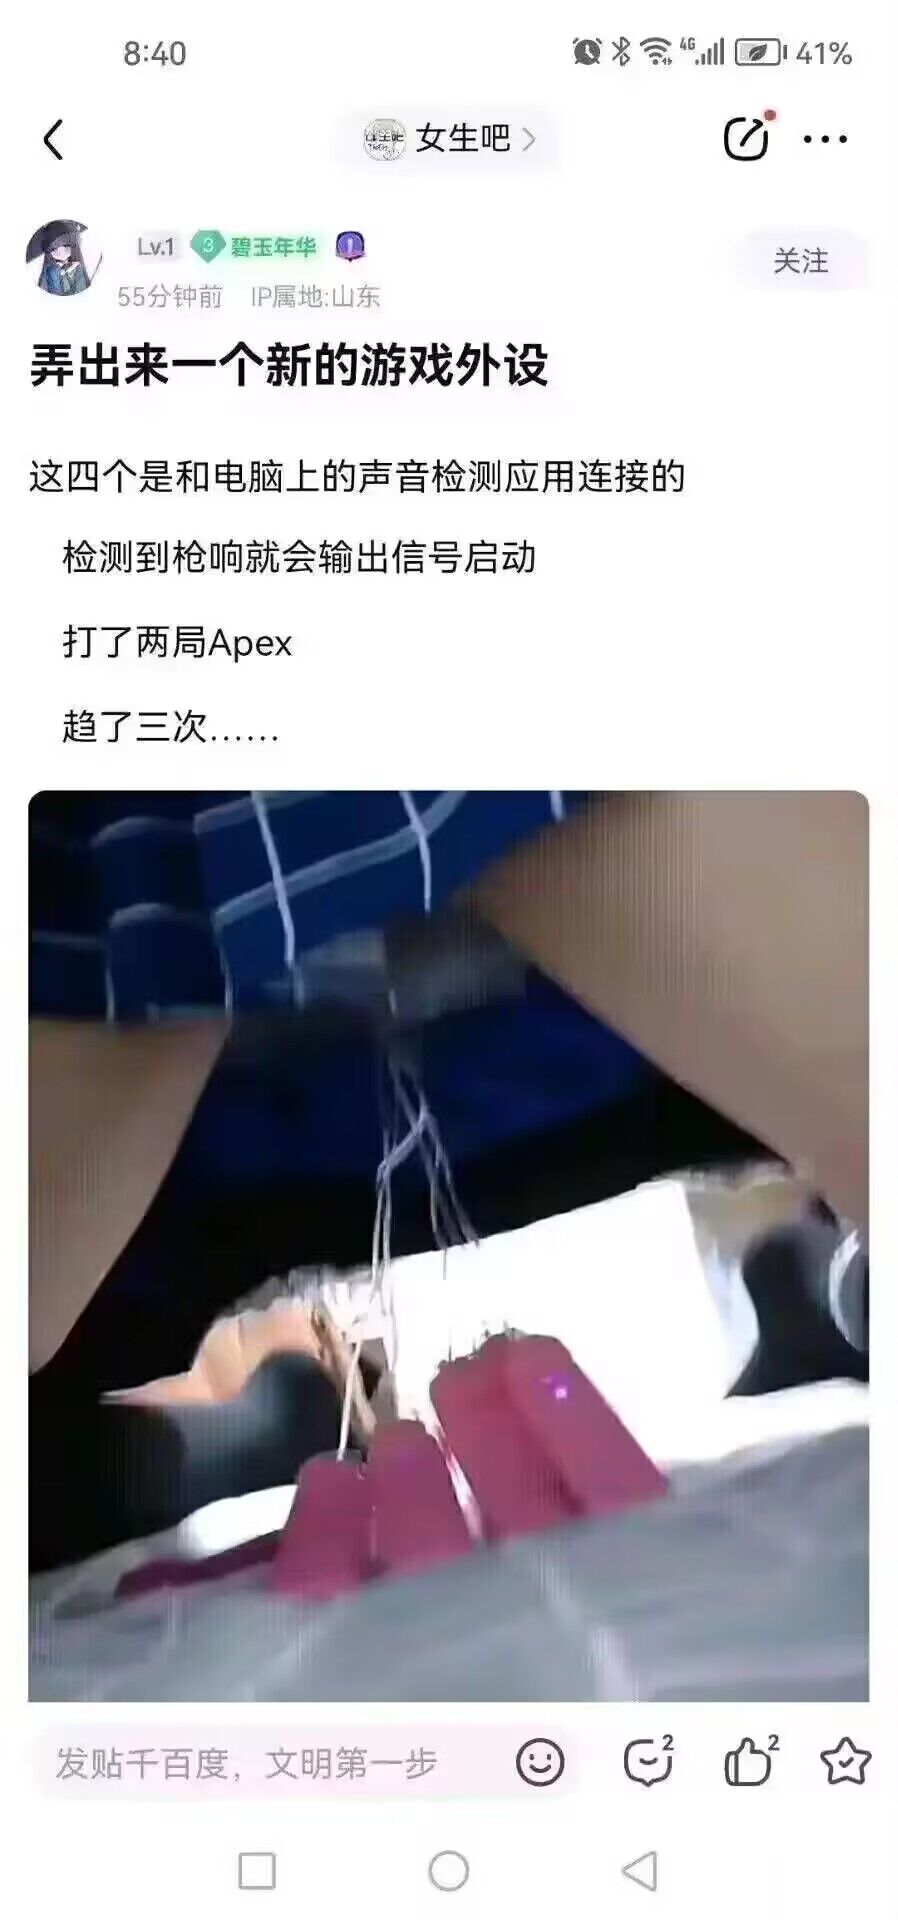 8:40
4G 41%
女生吧
Lv.1 3 碧玉年华
关注
55分钟前 IP属地:山东
弄出来一个新的游戏外设
这四个是和电脑上的声音检测应用连接的
检测到枪响就会输出信号启动
打了两局Apex
趋了三次……
发贴千百度，文明第一步
2
2